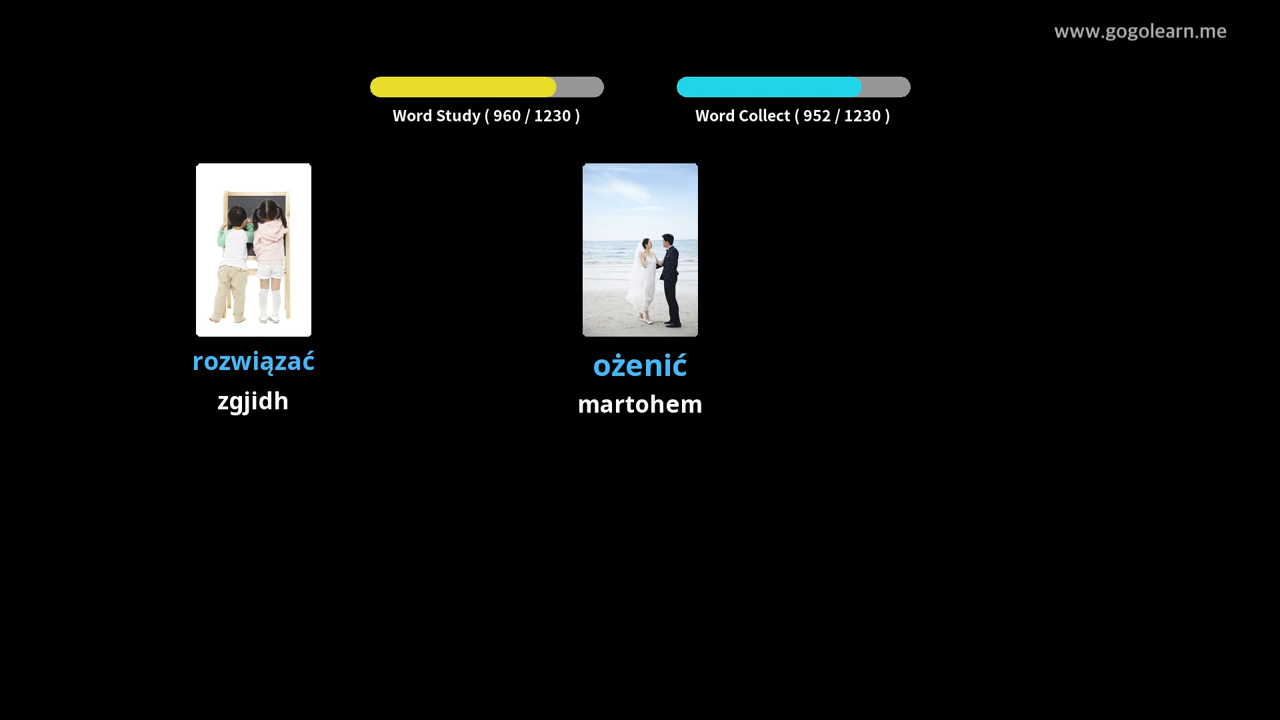 www.gogolearn.me
Word Study ( 960 / 1230 )
Word Collect ( 952 / 1230 )
rozwiązać
zgjidh
ożenić
martohem